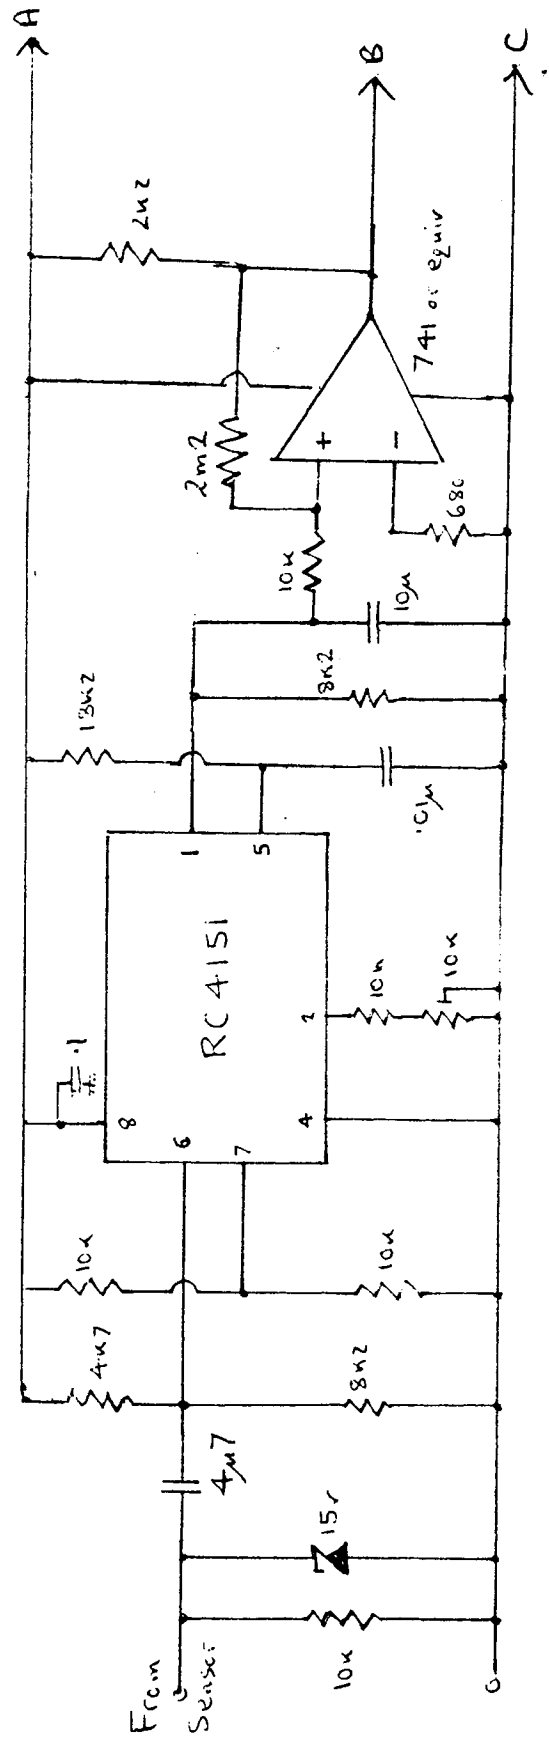 From
Sensor
10k
15v
4µ7
4k7
8k2
10k
10k
.1
8
6
7
4
2
1
5
RC4151
10k
10k
13k2
.01µ
8k2
10µ
10k
2m2
+
-
680
741 or equiv
2k2
A
B
C